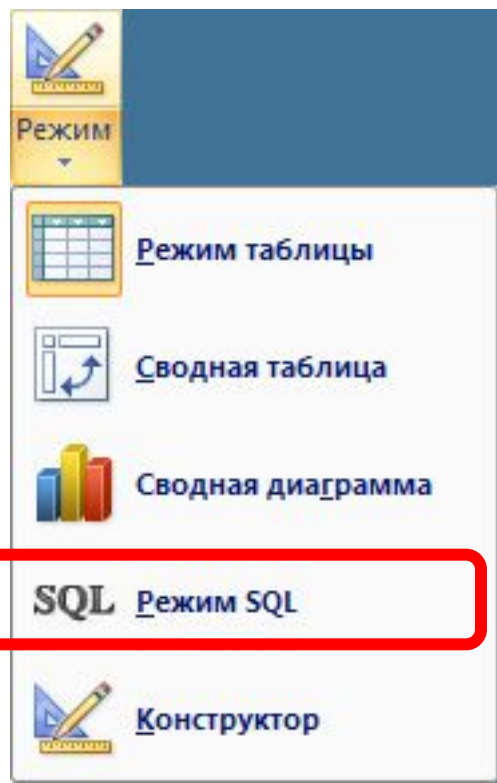 Режим
Режим таблицы
Сводная таблица
Сводная диаграмма
SQL Режим SQL
Конструктор